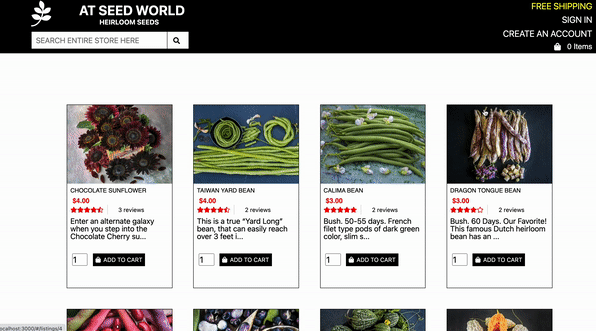 AT SEED WORLD
HEIRLOOM SEEDS
FREE SHIPPING
SIGN IN
CREATE AN ACCOUNT
0 Items
SEARCH ENTIRE STORE HERE
CHOCOLATE SUNFLOWER
$4.00
3 reviews
Enter an alternate galaxy
when you step into the
Chocolate Cherry su...
1
ADD TO CART
TAIWAN YARD BEAN
$4.00
2 reviews
This is a true “Yard Long”
bean, that can easily reach
over 3 feet i...
1
ADD TO CART
CALIMA BEAN
$3.00
2 reviews
Bush. 50-55 days. French
filet type pods of dark green
color, slim s...
1
ADD TO CART
DRAGON TONGUE BEAN
$3.00
2 reviews
Bush. 60 Days. Our Favorite!
This famous Dutch heirloom
bean has an ...
1
ADD TO CART
ocalhost:3000/#/listings/4